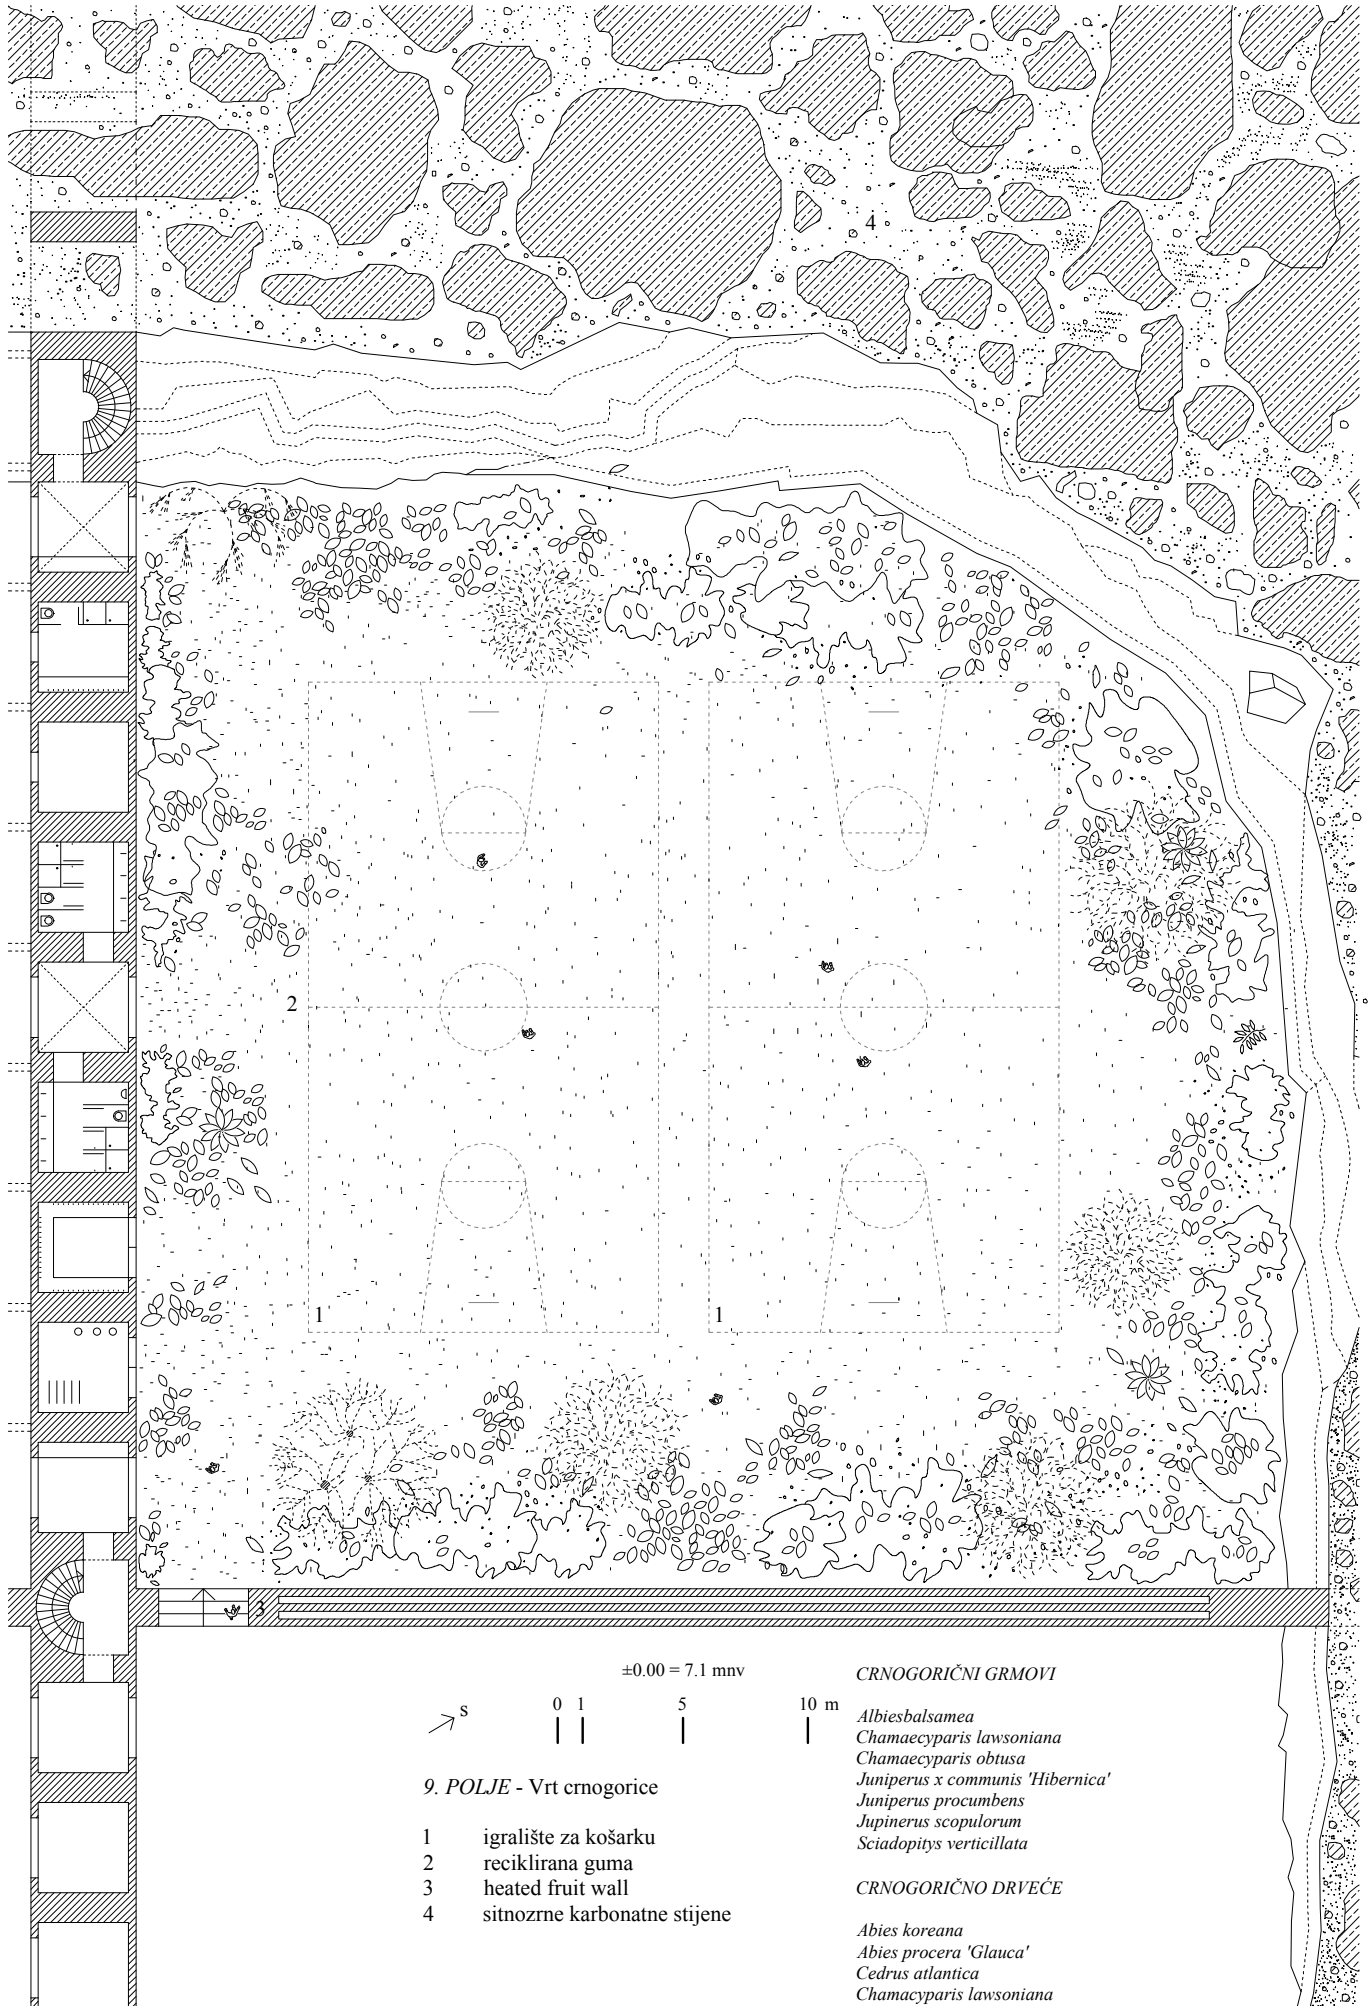 4
2
1
1
3
±0.00 = 7.1 mnv
s
0 1 5 10 m
9. POLJE - Vrt crnogorice
1 igralište za košarku
2 reciklirana guma
3 heated fruit wall
4 sitnozrne karbonatne stijene
CRNOGORIČNI GRMOVI
Albiesbalsamea
Chamaecyparis lawsoniana
Chamaecyparis obtusa
Juniperus x communis 'Hibernica'
Juniperus procumbens
Jupinerus scopulorum
Sciadopitys verticillata
CRNOGORIČNO DRVEĆE
Abies koreana
Abies procera 'Glauca'
Cedrus atlantica
Chamacyparis lawsoniana